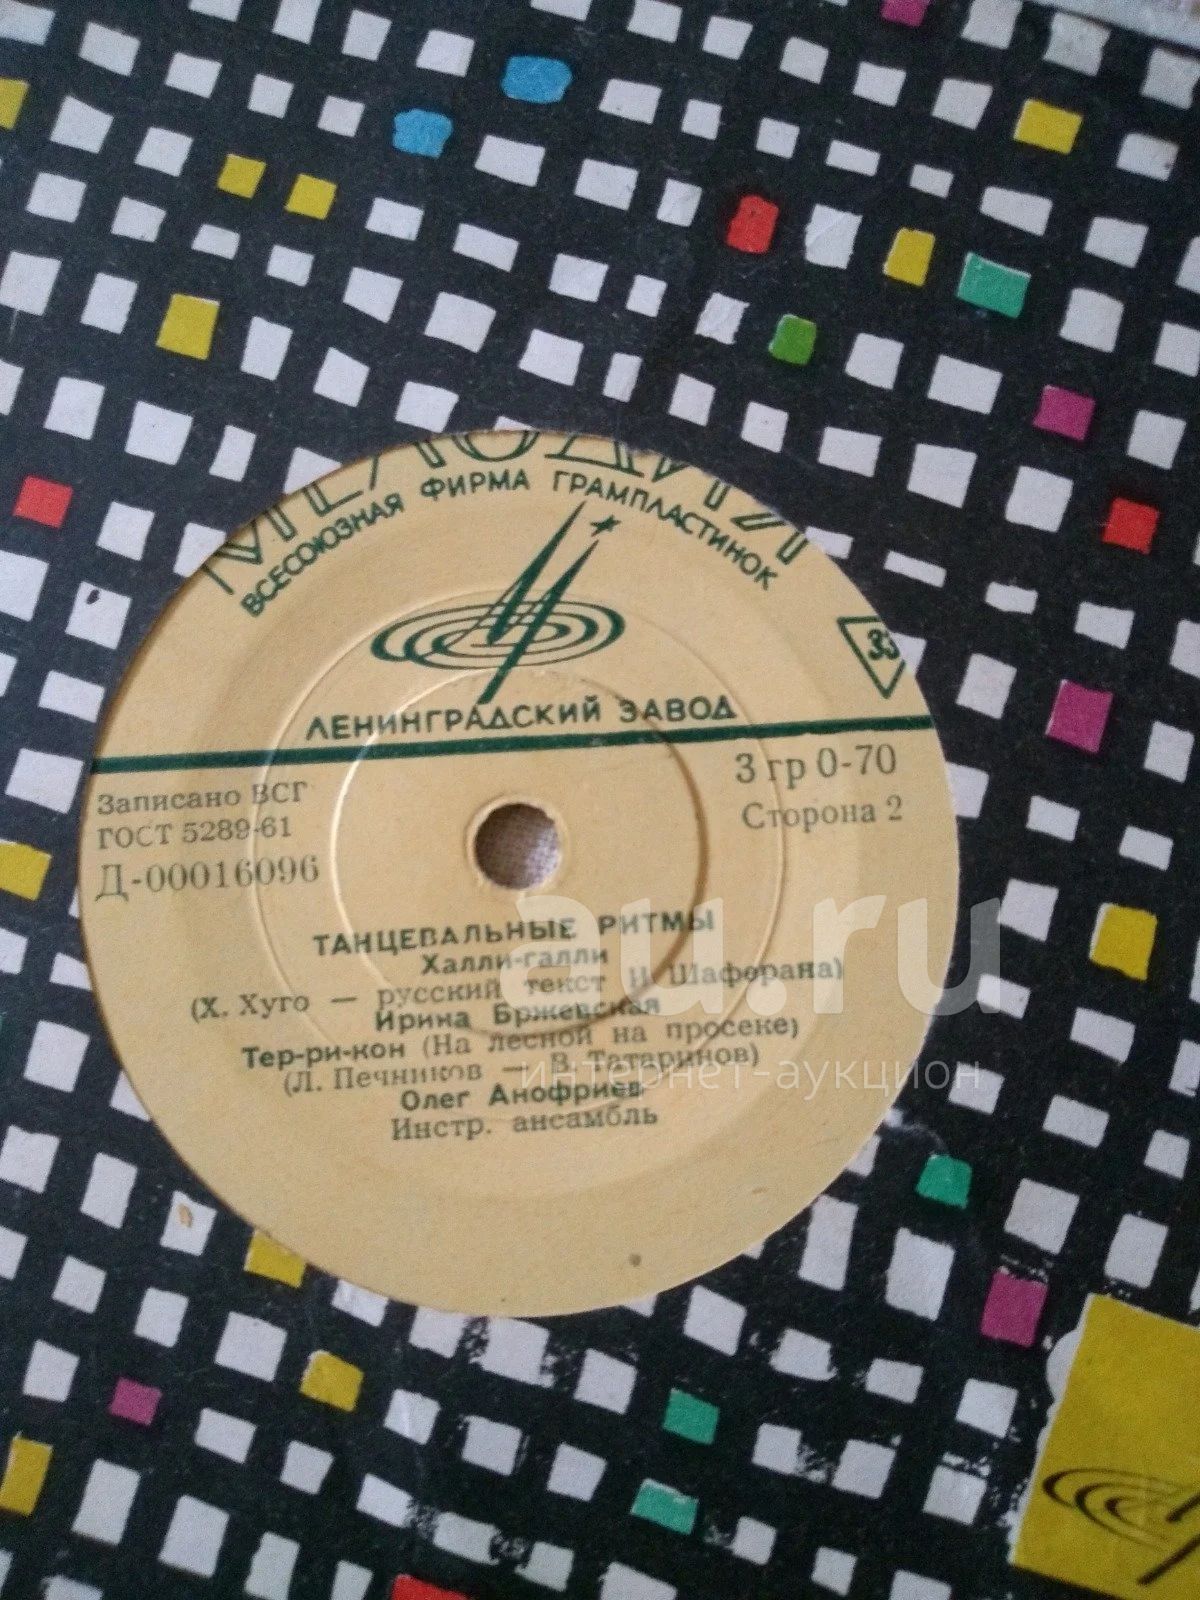 МЕЛОДИЯ
ВСЕСОЮЗНАЯ ФИРМА ГРАМПЛАСТИНОК
33
ЛЕНИНГРАДСКИЙ ЗАВОД
Записано ВСГ
ГОСТ 5289-61
Д-00016096
3 гр 0-70
Сторона 2
ТАНЦЕВАЛЬНЫЕ РИТМЫ
Халли-галли
(Х. Хуго — русский текст И. Шаферана)
Ирина Бржевская
Тер-ри-кон (На лесной на просеке)
(Л. Печников — В. Татаринов)
Олег Анофриев
Инстр. ансамбль
au.ru
интернет-аукцион